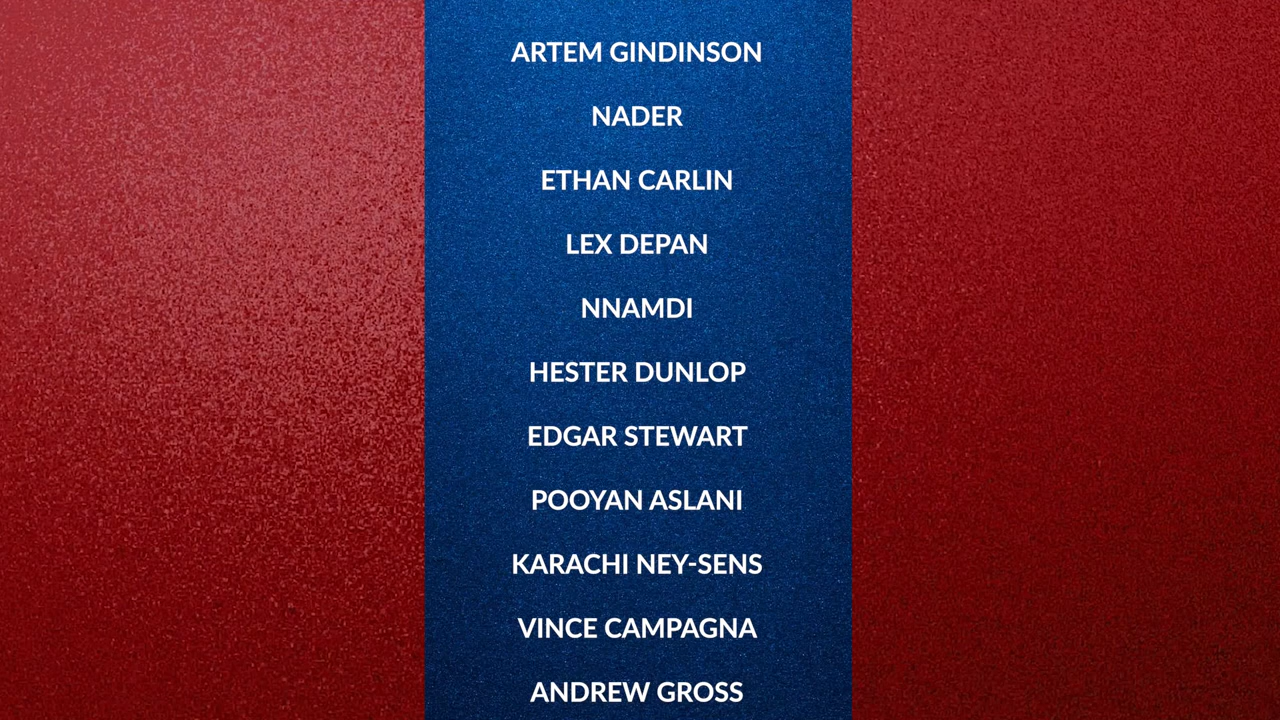 ARTEM GINDINSON
NADER
ETHAN CARLIN
LEX DEPAN
NNAMDI
HESTER DUNLOP
EDGAR STEWART
POOYAN ASLANI
KARACHI NEY-SENS
VINCE CAMPAGNA
ANDREW GROSS